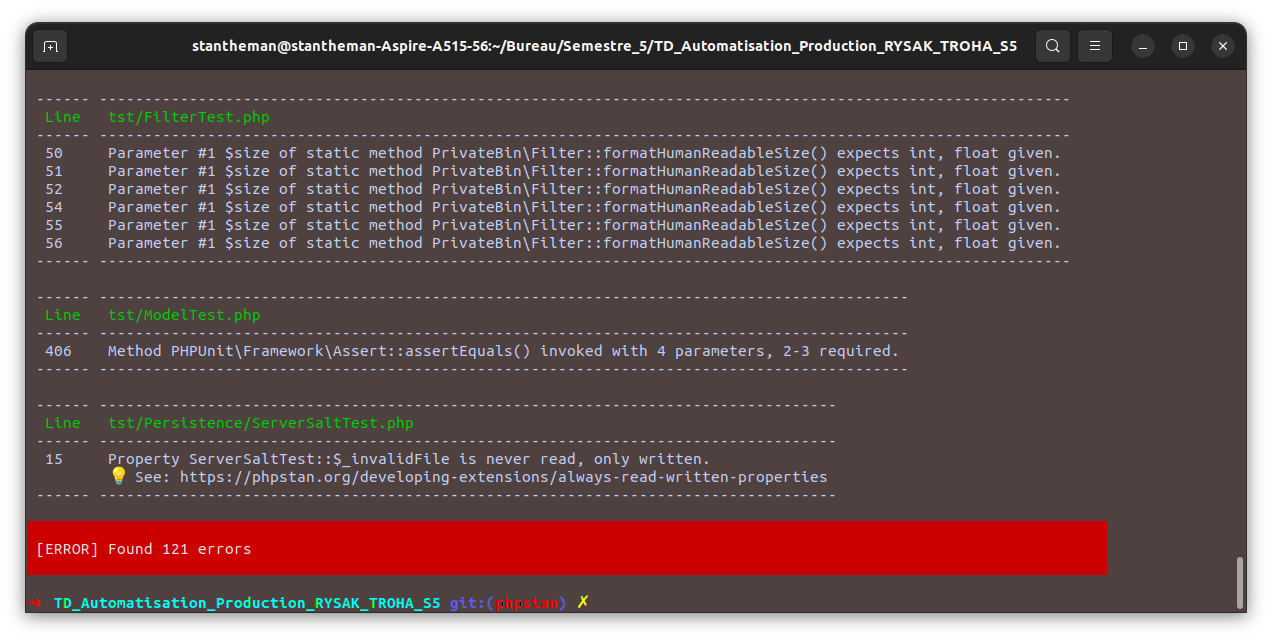 stantheman@stantheman-Aspire-A515-56:~/Bureau/Semestre_5/TD_Automatisation_Production_RYSAK_TROHA_S5
------ ------------------------------------------------------------------------------------------------------------
Line tst/FilterTest.php
------ ------------------------------------------------------------------------------------------------------------
50 Parameter #1 $size of static method PrivateBin\Filter::formatHumanReadableSize() expects int, float given.
51 Parameter #1 $size of static method PrivateBin\Filter::formatHumanReadableSize() expects int, float given.
52 Parameter #1 $size of static method PrivateBin\Filter::formatHumanReadableSize() expects int, float given.
54 Parameter #1 $size of static method PrivateBin\Filter::formatHumanReadableSize() expects int, float given.
55 Parameter #1 $size of static method PrivateBin\Filter::formatHumanReadableSize() expects int, float given.
56 Parameter #1 $size of static method PrivateBin\Filter::formatHumanReadableSize() expects int, float given.
------ ------------------------------------------------------------------------------------------------------------
------ ------------------------------------------------------------------------------------------
Line tst/ModelTest.php
------ ------------------------------------------------------------------------------------------
406 Method PHPUnit\Framework\Assert::assertEquals() invoked with 4 parameters, 2-3 required.
------ ------------------------------------------------------------------------------------------
------ ----------------------------------------------------------------------------------
Line tst/Persistence/ServerSaltTest.php
------ ----------------------------------------------------------------------------------
15 Property ServerSaltTest::$_invalidFile is never read, only written.
💡 See: https://phpstan.org/developing-extensions/always-read-written-properties
------ ----------------------------------------------------------------------------------
[ERROR] Found 121 errors
→ TD_Automatisation_Production_RYSAK_TROHA_S5 git:(phpstan) ✗